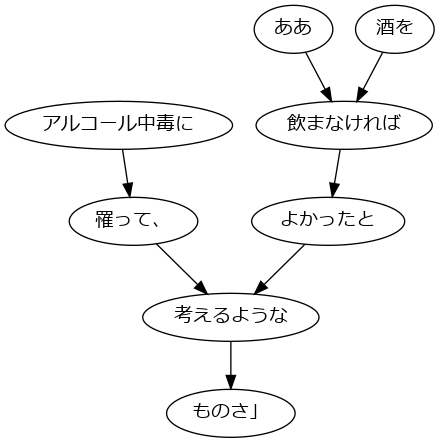 ああ
酒を
アルコール中毒に
飲まなければ
罹って、
よかったと
考えるような
ものさ」